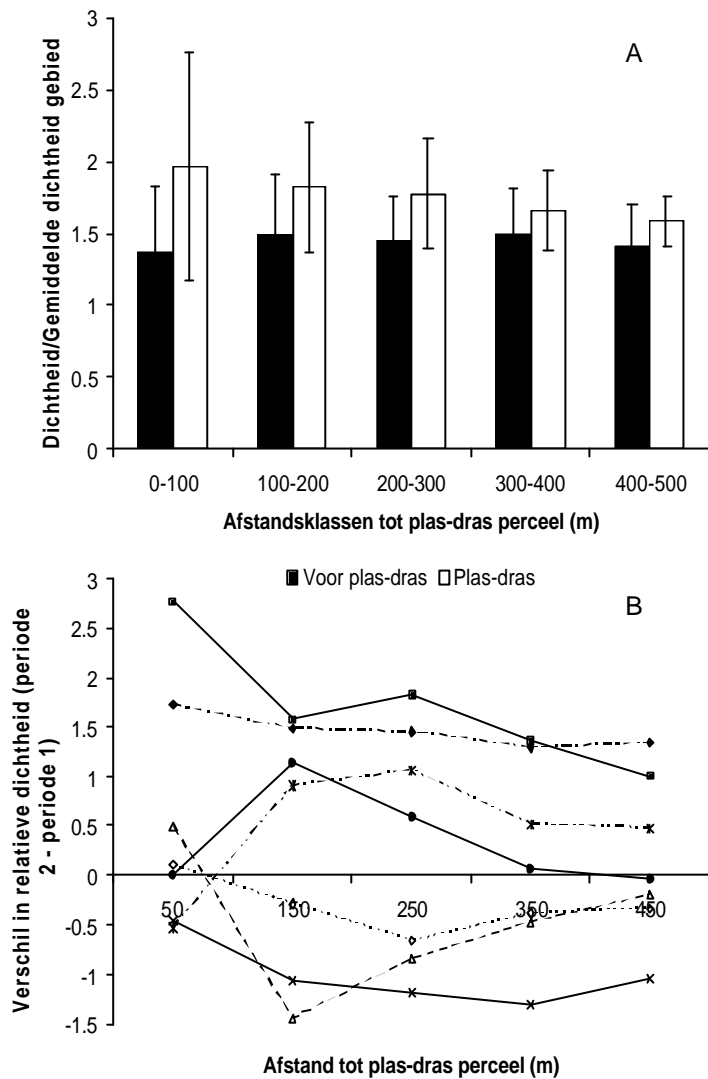 A
Dichtheid/Gemiddelde dichtheid gebied
3
2.5
2
1.5
1
0.5
0
0-100 100-200 200-300 300-400 400-500
Afstandsklassen tot plas-dras perceel (m)
Voor plas-dras Plas-dras
B
Verschil in relatieve dichtheid (periode
2 - periode 1)
3
2.5
2
1.5
1
0.5
0
-0.5
-1
-1.5
50 150 250 350 450
Afstand tot plas-dras perceel (m)